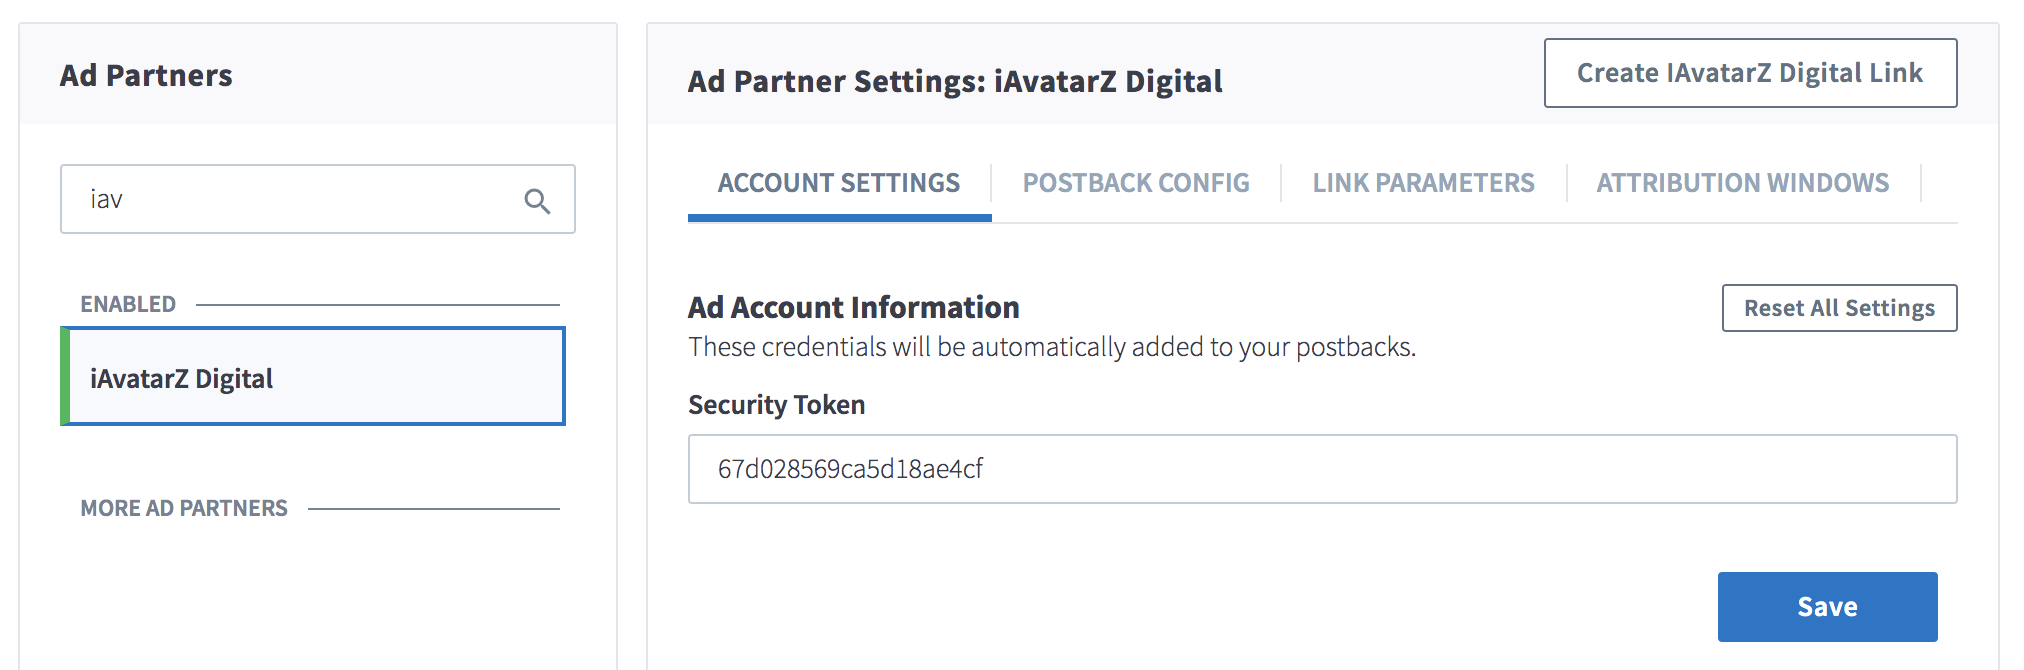 Ad Partners
iav
ENABLED
iAvatarZ Digital
MORE AD PARTNERS
Ad Partner Settings: iAvatarZ Digital
Create IAvatarZ Digital Link
ACCOUNT SETTINGS
POSTBACK CONFIG
LINK PARAMETERS
ATTRIBUTION WINDOWS
Ad Account Information
Reset All Settings
These credentials will be automatically added to your postbacks.
Security Token
67d028569ca5d18ae4cf
Save